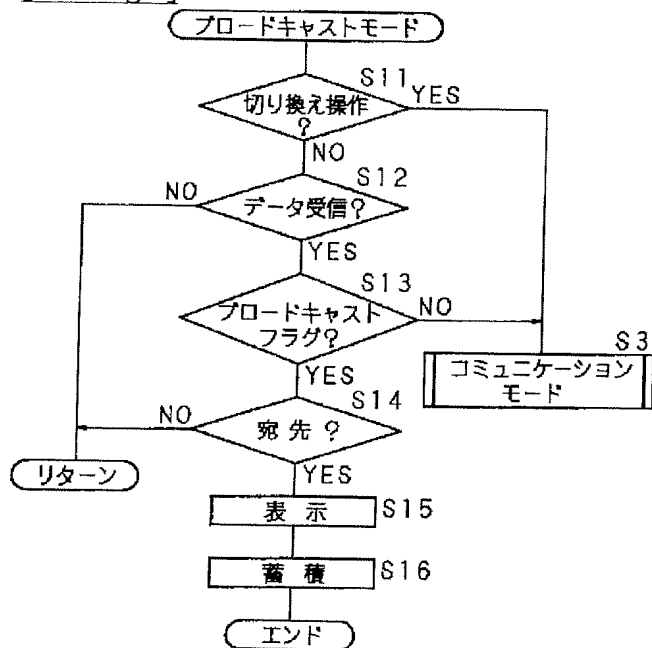 ブロードキャストモード
S11
切り換え操作
?
YES
NO
S12
NO
データ受信?
YES
S13
ブロードキャスト
フラグ?
NO
YES
S3
コミュニケーション
モード
S14
NO
宛先?
YES
リターン
表示
S15
蓄積
S16
エンド